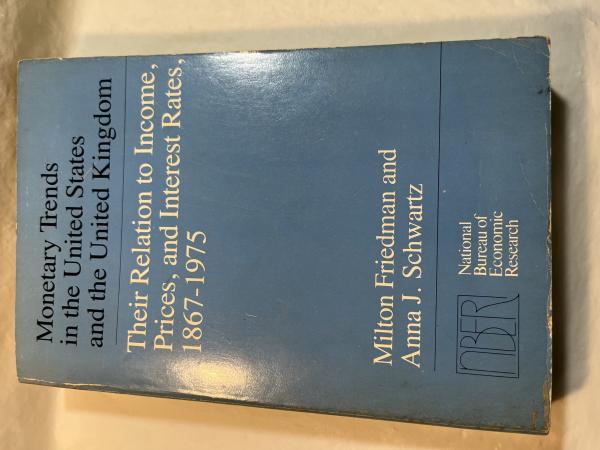 Monetary Trends
in the United States
and the United Kingdom
Their Relation to Income,
Prices, and Interest Rates,
1867-1975
Milton Friedman and
Anna J. Schwartz
NBER
National
Bureau of
Economic
Research